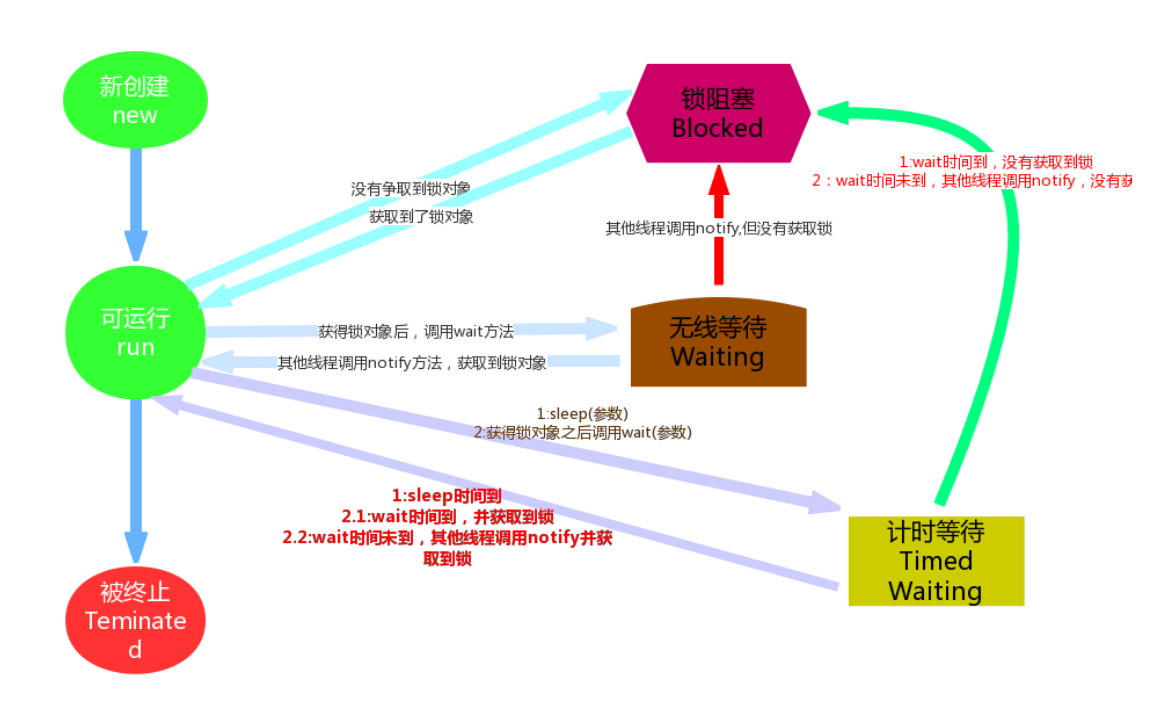 新创建
new
锁阻塞
Blocked
1:wait时间到，没有获取到锁
2：wait时间未到，其他线程调用notify，没有获
没有争取到锁对象
获取到了锁对象
其他线程调用notify,但没有获取锁
可运行
run
获得锁对象后，调用wait方法
其他线程调用notify方法，获取到锁对象
无线等待
Waiting
1:sleep(参数)
2:获得锁对象之后调用wait(参数)
1:sleep时间到
2.1:wait时间到，并获取到锁
2.2:wait时间未到，其他线程调用notify并获
取到锁
计时等待
Timed
Waiting
被终止
Teminate
d